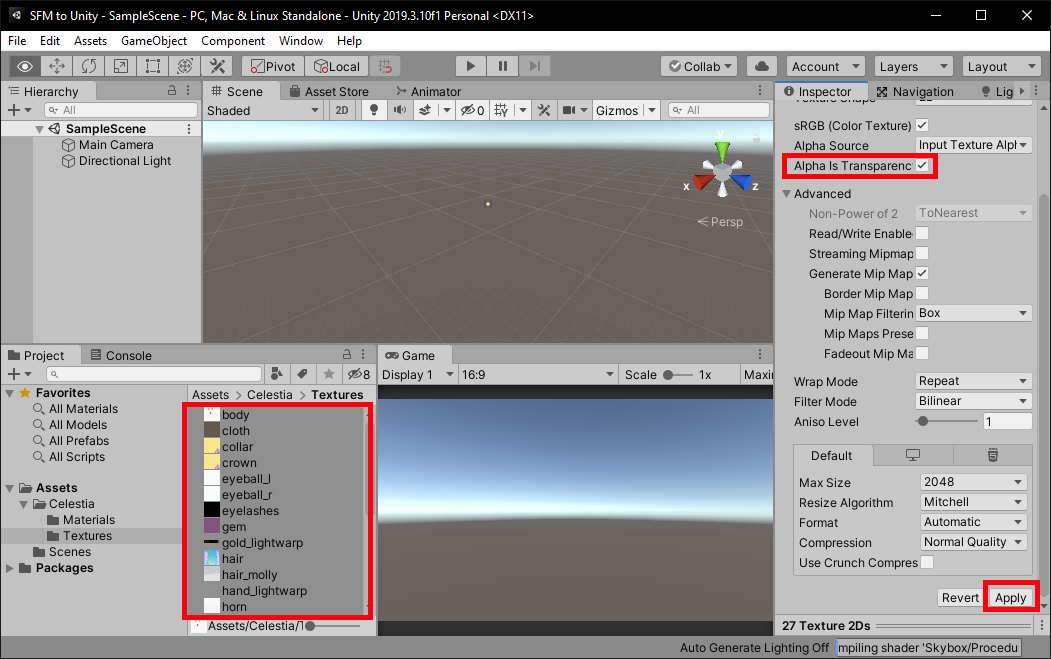 SFM to Unity - SampleScene - PC, Mac & Linux Standalone - Unity 2019.3.10f1 Personal <DX11>
File Edit Assets GameObject Component Window Help
Pivot Local Collab Account Layers Layout
Hierarchy
All
SampleScene
Main Camera
Directional Light
Scene Asset Store Animator
Shaded 2D 0 Gizmos All
y
x z
Persp
Inspector Navigation Lig
sRGB (Color Texture)
Alpha Source Input Texture Alph
Alpha Is Transparenc
Advanced
Non-Power of 2 ToNearest
Read/Write Enable
Streaming Mipmap
Generate Mip Map
Border Mip Map
Mip Map Filterin Box
Mip Maps Prese
Fadeout Mip Ma
Wrap Mode Repeat
Filter Mode Bilinear
Aniso Level 1
Default
Max Size 2048
Resize Algorithm Mitchell
Format Automatic
Compression Normal Quality
Use Crunch Compres
Revert Apply
27 Texture 2Ds
Project Console
8
Favorites
All Materials
All Models
All Prefabs
All Scripts
Assets
Celestia
Materials
Textures
Scenes
Packages
Assets > Celestia > Textures
body
cloth
collar
crown
eyeball_l
eyeball_r
eyelashes
gem
gold_lightwarp
hair
hair_molly
hand_lightwarp
horn
Assets/Celestia/T
Game
Display 1 16:9 Scale 1x Maxi
Auto Generate Lighting Off mpiling shader 'Skybox/Procedu